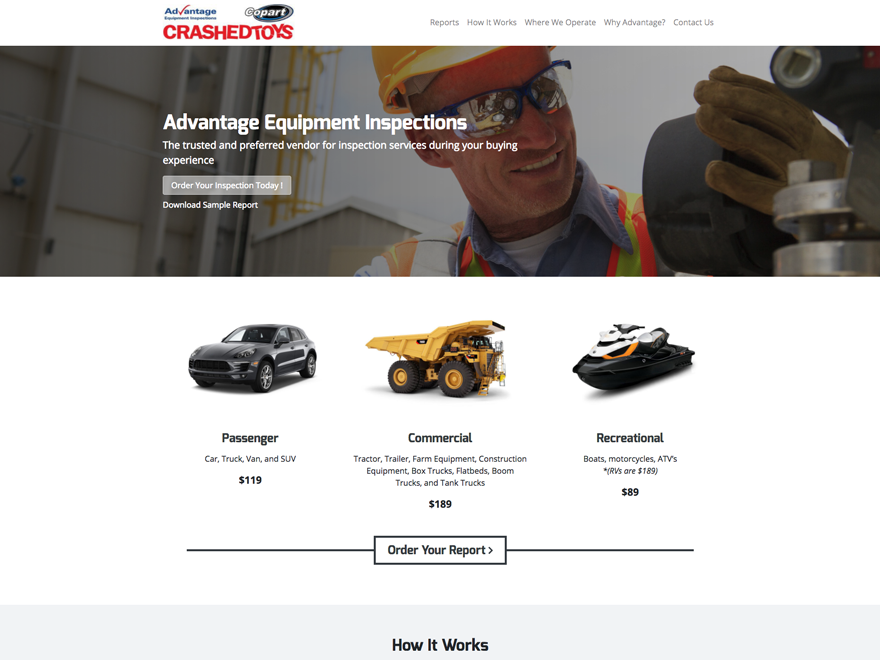 Advantage
Equipment Inspections
Copart
CRASHEDTOYS
Reports How It Works Where We Operate Why Advantage? Contact Us
Advantage Equipment Inspections
The trusted and preferred vendor for inspection services during your buying
experience
Order Your Inspection Today !
Download Sample Report
Passenger
Car, Truck, Van, and SUV
$119
Commercial
Tractor, Trailer, Farm Equipment, Construction
Equipment, Box Trucks, Flatbeds, Boom
Trucks, and Tank Trucks
$189
Recreational
Boats, motorcycles, ATV's
*(RVs are $189)
$89
Order Your Report >
How It Works